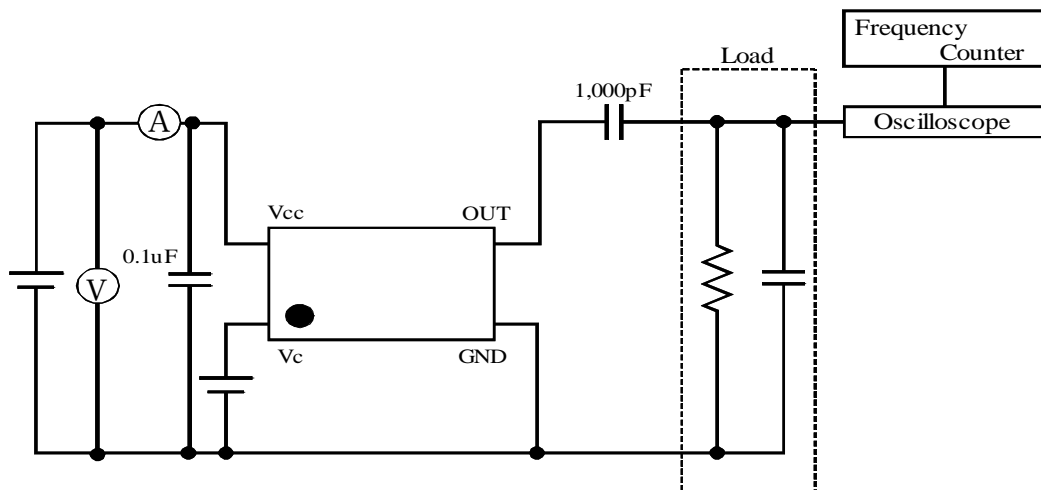 Frequency
Counter
Load
1,000pF
A
Oscilloscope
Vcc
OUT
0.1uF
V
Vc
GND